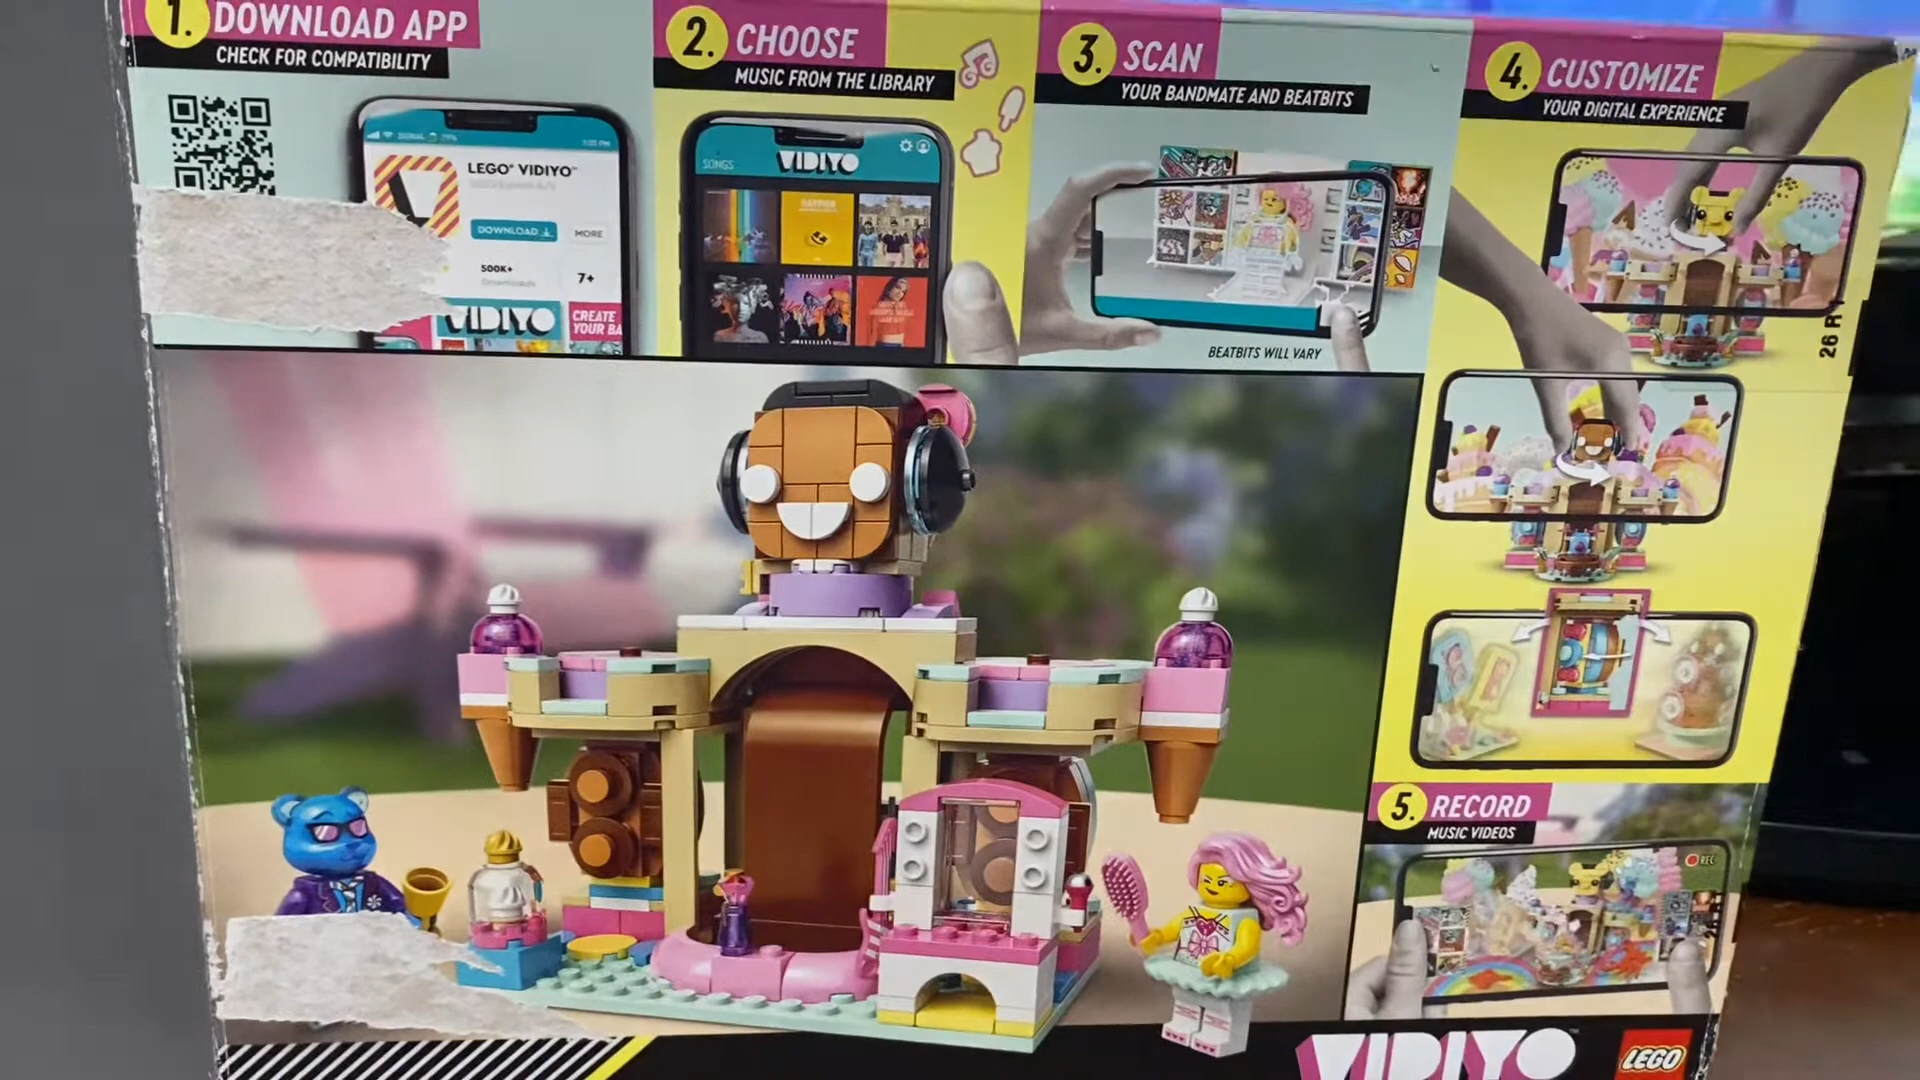 1. DOWNLOAD APP
CHECK FOR COMPATIBILITY
LEGO® VIDIYO™
DOWNLOAD
MORE
500K+
Downloads
7+
VIDIYO
CREATE
YOUR BA
2. CHOOSE
MUSIC FROM THE LIBRARY
SONGS
VIDIYO
3. SCAN
YOUR BANDMATE AND BEATBITS
BEATBITS WILL VARY
4. CUSTOMIZE
YOUR DIGITAL EXPERIENCE
26 R
5. RECORD
MUSIC VIDEOS
REC
VIDIYO™
LEGO